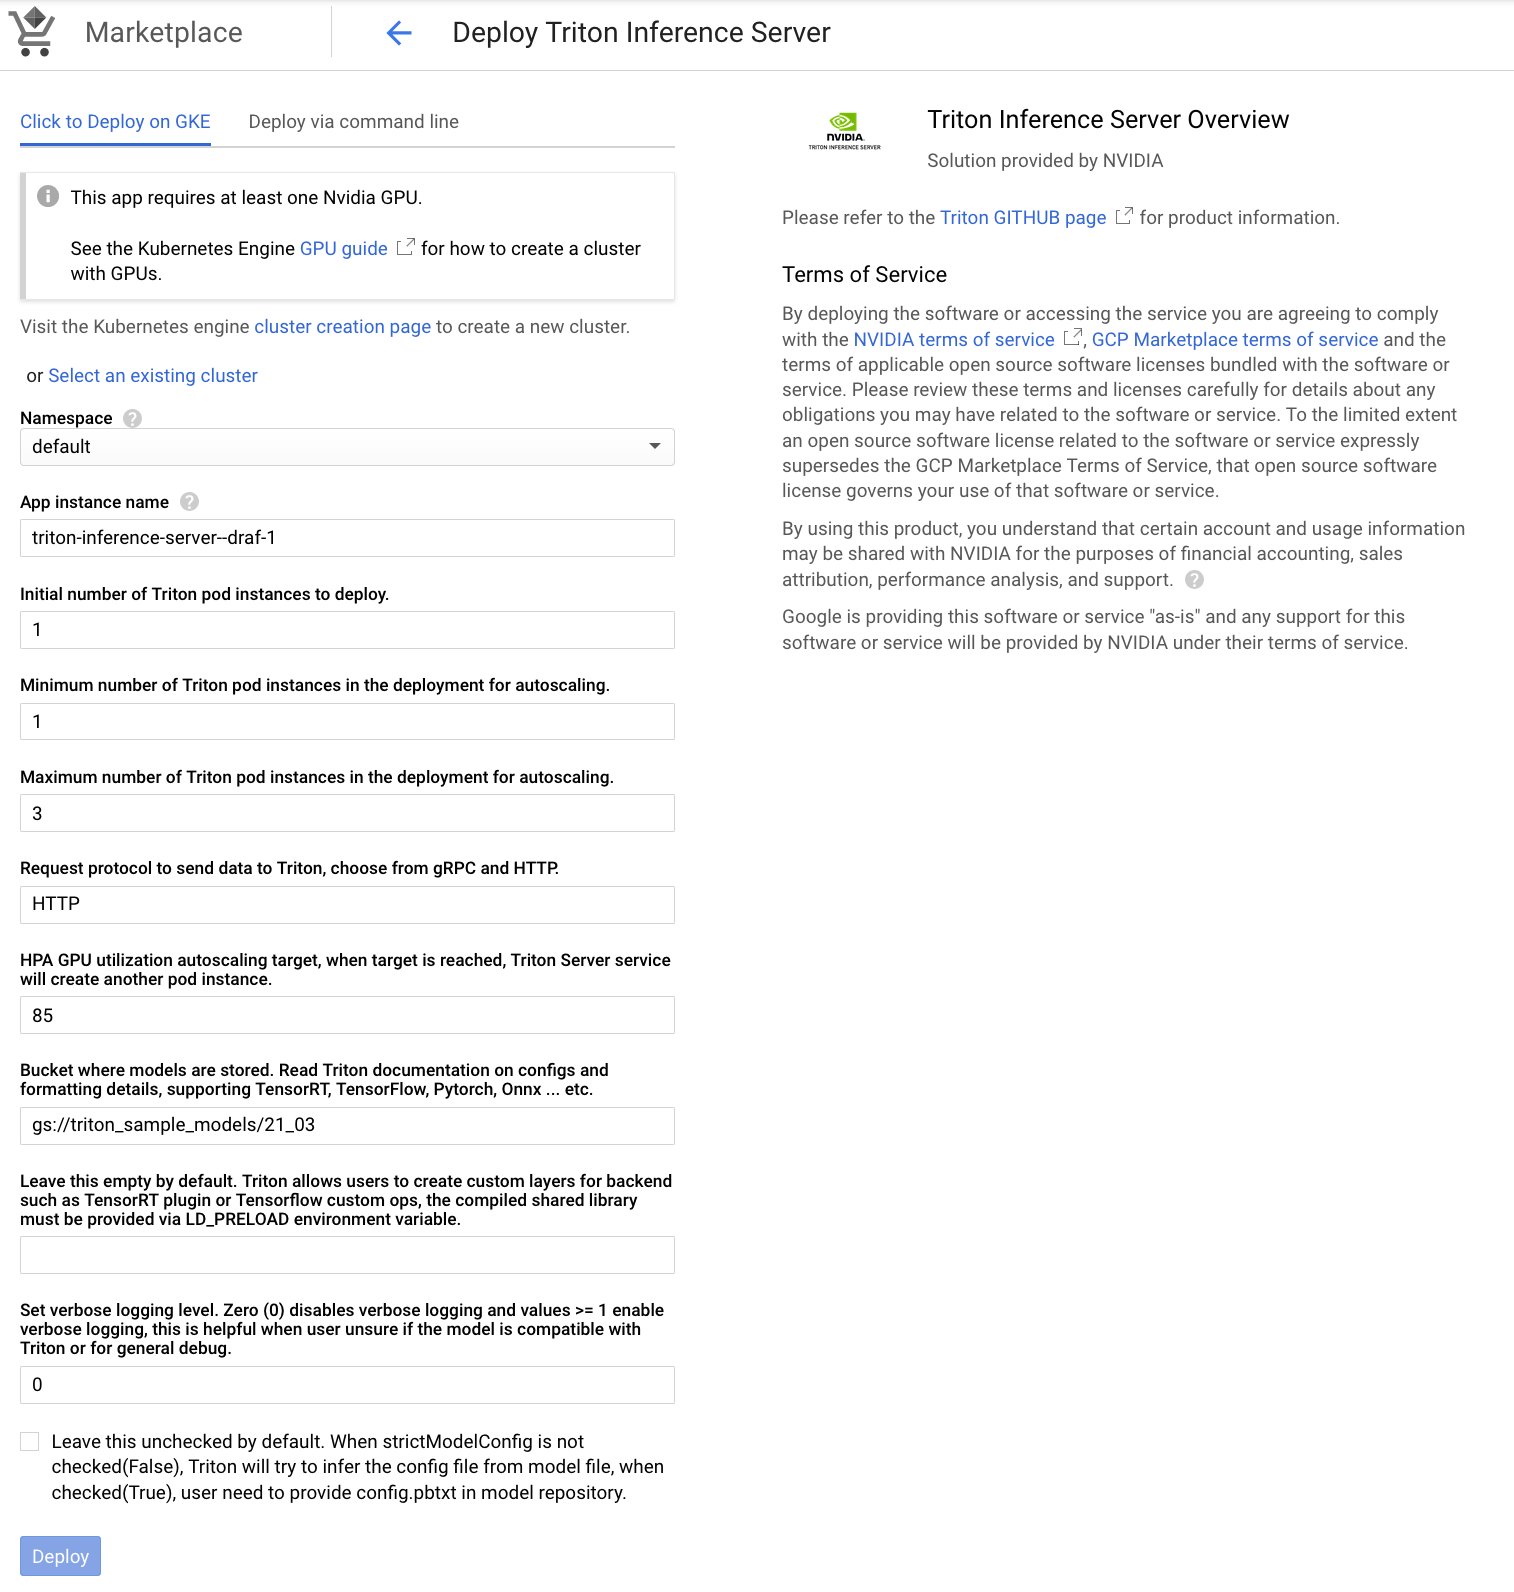 Marketplace
Deploy Triton Inference Server
Click to Deploy on GKE
Deploy via command line
This app requires at least one Nvidia GPU.
See the Kubernetes Engine GPU guide for how to create a cluster
with GPUs.
Visit the Kubernetes engine cluster creation page to create a new cluster.
or Select an existing cluster
Namespace
default
App instance name
triton-inference-server--draf-1
Initial number of Triton pod instances to deploy.
1
Minimum number of Triton pod instances in the deployment for autoscaling.
1
Maximum number of Triton pod instances in the deployment for autoscaling.
3
Request protocol to send data to Triton, choose from gRPC and HTTP.
HTTP
HPA GPU utilization autoscaling target, when target is reached, Triton Server service
will create another pod instance.
85
Bucket where models are stored. Read Triton documentation on configs and
formatting details, supporting TensorRT, TensorFlow, Pytorch, Onnx ... etc.
gs://triton_sample_models/21_03
Leave this empty by default. Triton allows users to create custom layers for backend
such as TensorRT plugin or Tensorflow custom ops, the compiled shared library
must be provided via LD_PRELOAD environment variable.
Set verbose logging level. Zero (0) disables verbose logging and values >= 1 enable
verbose logging, this is helpful when user unsure if the model is compatible with
Triton or for general debug.
0
Leave this unchecked by default. When strictModelConfig is not
checked(False), Triton will try to infer the config file from model file, when
checked(True), user need to provide config.pbtxt in model repository.
Deploy
NVIDIA
TRITON INFERENCE SERVER
Triton Inference Server Overview
Solution provided by NVIDIA
Please refer to the Triton GITHUB page for product information.
Terms of Service
By deploying the software or accessing the service you are agreeing to comply
with the NVIDIA terms of service , GCP Marketplace terms of service and the
terms of applicable open source software licenses bundled with the software or
service. Please review these terms and licenses carefully for details about any
obligations you may have related to the software or service. To the limited extent
an open source software license related to the software or service expressly
supersedes the GCP Marketplace Terms of Service, that open source software
license governs your use of that software or service.
By using this product, you understand that certain account and usage information
may be shared with NVIDIA for the purposes of financial accounting, sales
attribution, performance analysis, and support.
Google is providing this software or service "as-is" and any support for this
software or service will be provided by NVIDIA under their terms of service.